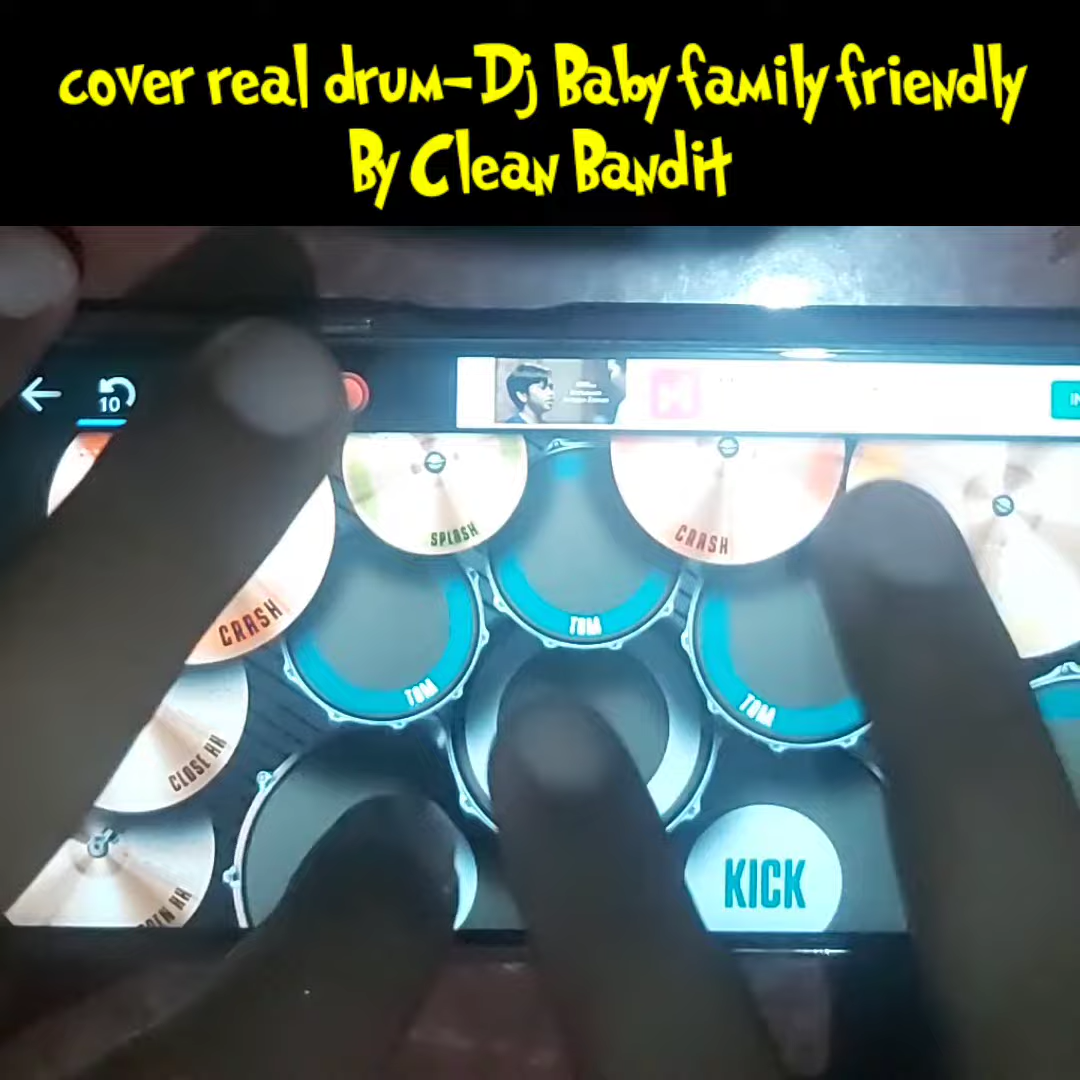 cover real drum-Dj Baby family friendly
By Clean Bandit
10
IN
SPLASH
CRASH
CRASH
TOM
TOM
TOM
CLOSE HH
KICK